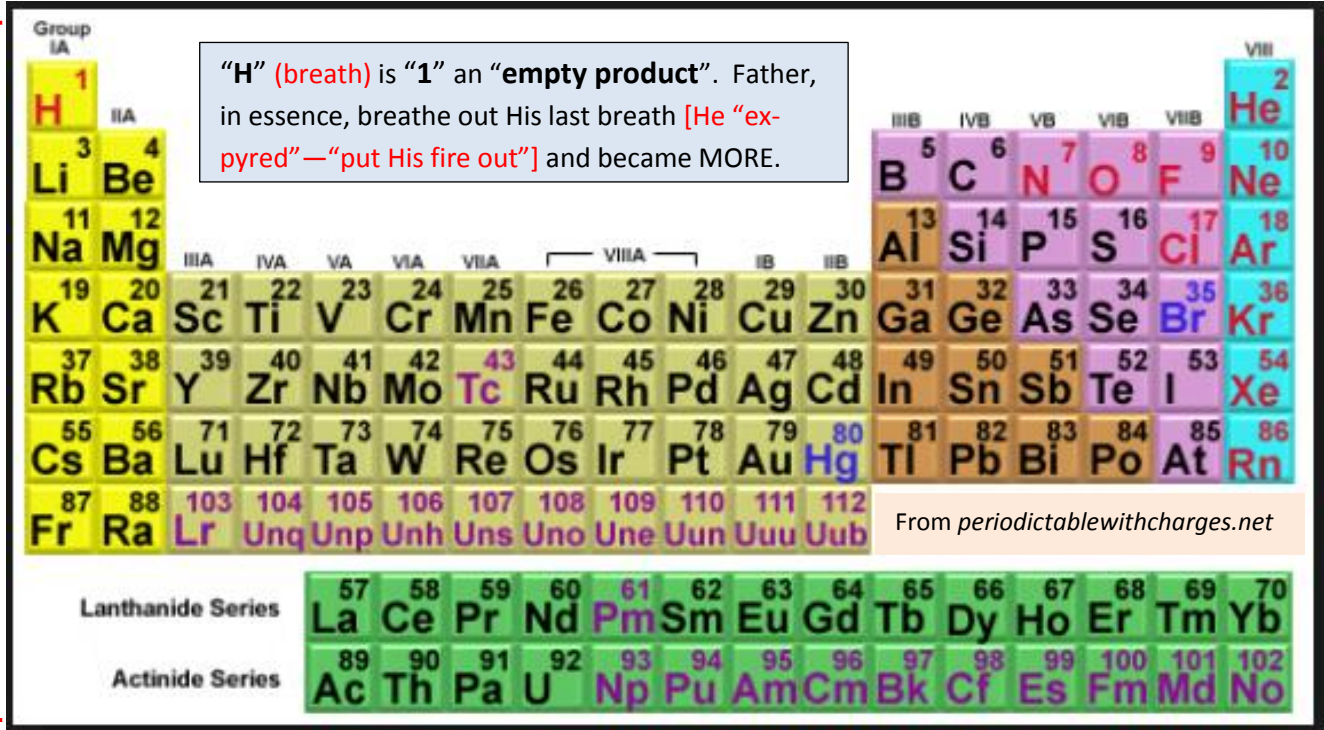 Group
IA
VIII
"H" (breath) is "1" an "empty product". Father,
in essence, breathe out His last breath [He "ex-
pyred"—"put His fire out"] and became MORE.
1 2
H IIA IIIB IVB VB VIB VIIB He
3 4 5 6 7 8 9 10
Li Be B C N O F Ne
11 12 13 14 15 16 17 18
Na Mg IIIA IVA VA VIA VIIA VIIIA IB IIB Al Si P S Cl Ar
19 20 21 22 23 24 25 26 27 28 29 30 31 32 33 34 35 36
K Ca Sc Ti V Cr Mn Fe Co Ni Cu Zn Ga Ge As Se Br Kr
37 38 39 40 41 42 43 44 45 46 47 48 49 50 51 52 53 54
Rb Sr Y Zr Nb Mo Tc Ru Rh Pd Ag Cd In Sn Sb Te I Xe
55 56 71 72 73 74 75 76 77 78 79 80 81 82 83 84 85 86
Cs Ba Lu Hf Ta W Re Os Ir Pt Au Hg Tl Pb Bi Po At Rn
87 88 103 104 105 106 107 108 109 110 111 112
Fr Ra Lr Unq Unp Unh Uns Uno Une Uun Uuu Uub
From periodictablewithcharges.net
57 58 59 60 61 62 63 64 65 66 67 68 69 70
Lanthanide Series La Ce Pr Nd Pm Sm Eu Gd Tb Dy Ho Er Tm Yb
89 90 91 92 93 94 95 96 97 98 99 100 101 102
Actinide Series Ac Th Pa U Np Pu Am Cm Bk Cf Es Fm Md No